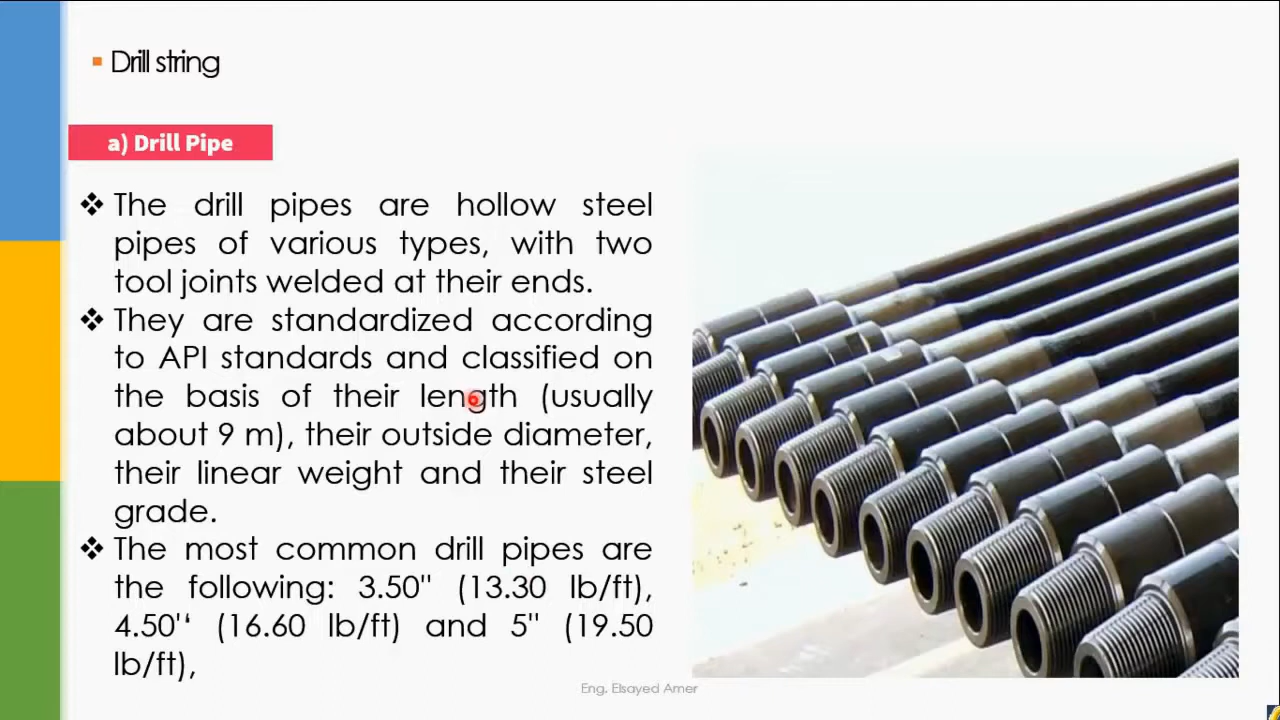 ▪ Drill string
a) Drill Pipe
❖ The drill pipes are hollow steel
pipes of various types, with two
tool joints welded at their ends.
❖ They are standardized according
to API standards and classified on
the basis of their length (usually
about 9 m), their outside diameter,
their linear weight and their steel
grade.
❖ The most common drill pipes are
the following: 3.50" (13.30 lb/ft),
4.50'‘ (16.60 lb/ft) and 5" (19.50
lb/ft),
Eng. Elsayed Amer